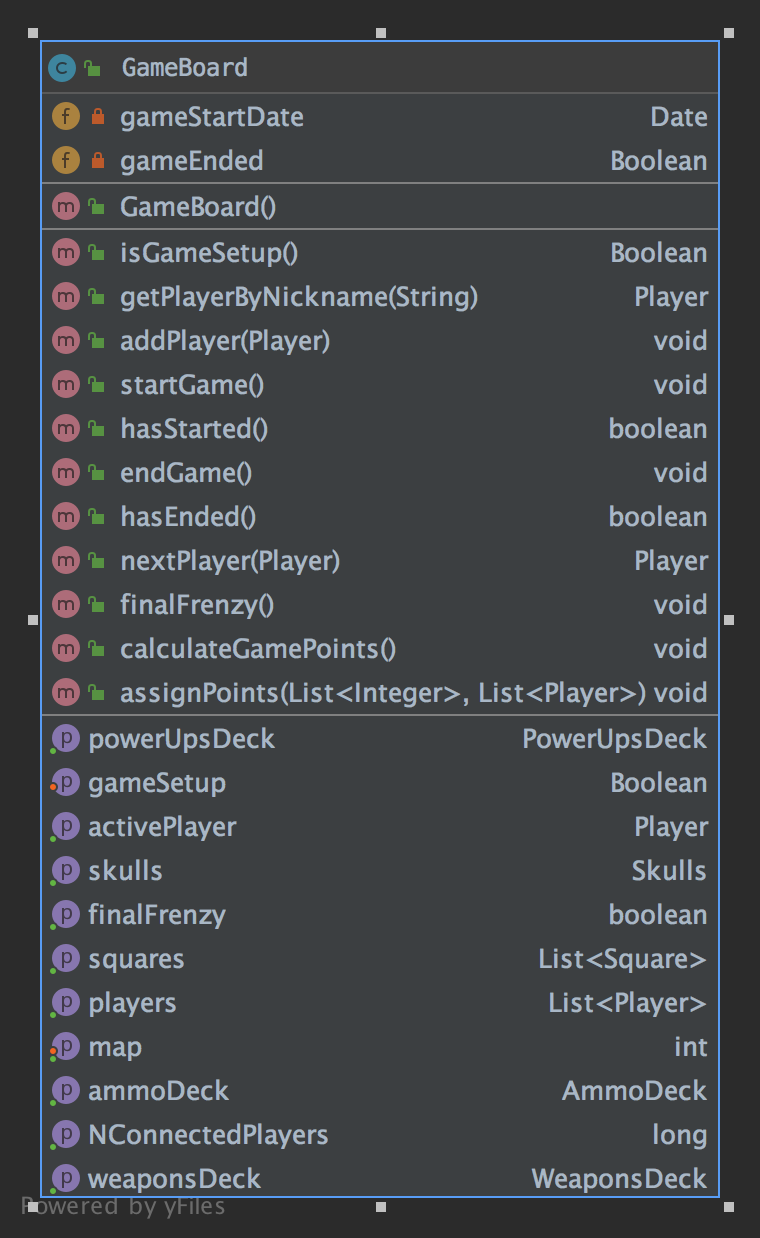 C GameBoard
f gameStartDate Date
f gameEnded Boolean
m GameBoard()
m isGameSetup() Boolean
m getPlayerByNickname(String) Player
m addPlayer(Player) void
m startGame() void
m hasStarted() boolean
m endGame() void
m hasEnded() boolean
m nextPlayer(Player) Player
m finalFrenzy() void
m calculateGamePoints() void
m assignPoints(List<Integer>, List<Player>) void
p powerUpsDeck PowerUpsDeck
p gameSetup Boolean
p activePlayer Player
p skulls Skulls
p finalFrenzy boolean
p squares List<Square>
p players List<Player>
p map int
p ammoDeck AmmoDeck
p NConnectedPlayers long
p weaponsDeck WeaponsDeck
Powered by yFiles